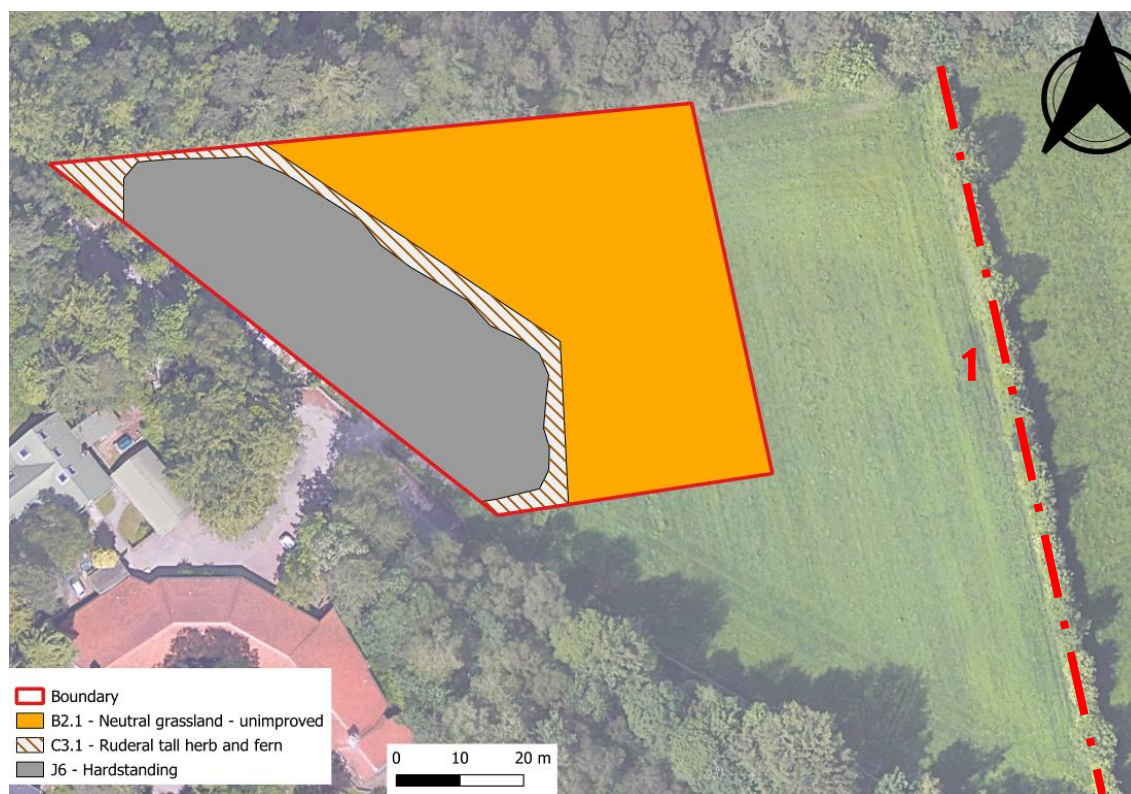 1
Boundary
B2.1 - Neutral grassland - unimproved
C3.1 - Ruderal tall herb and fern
J6 - Hardstanding
0 10 20 m